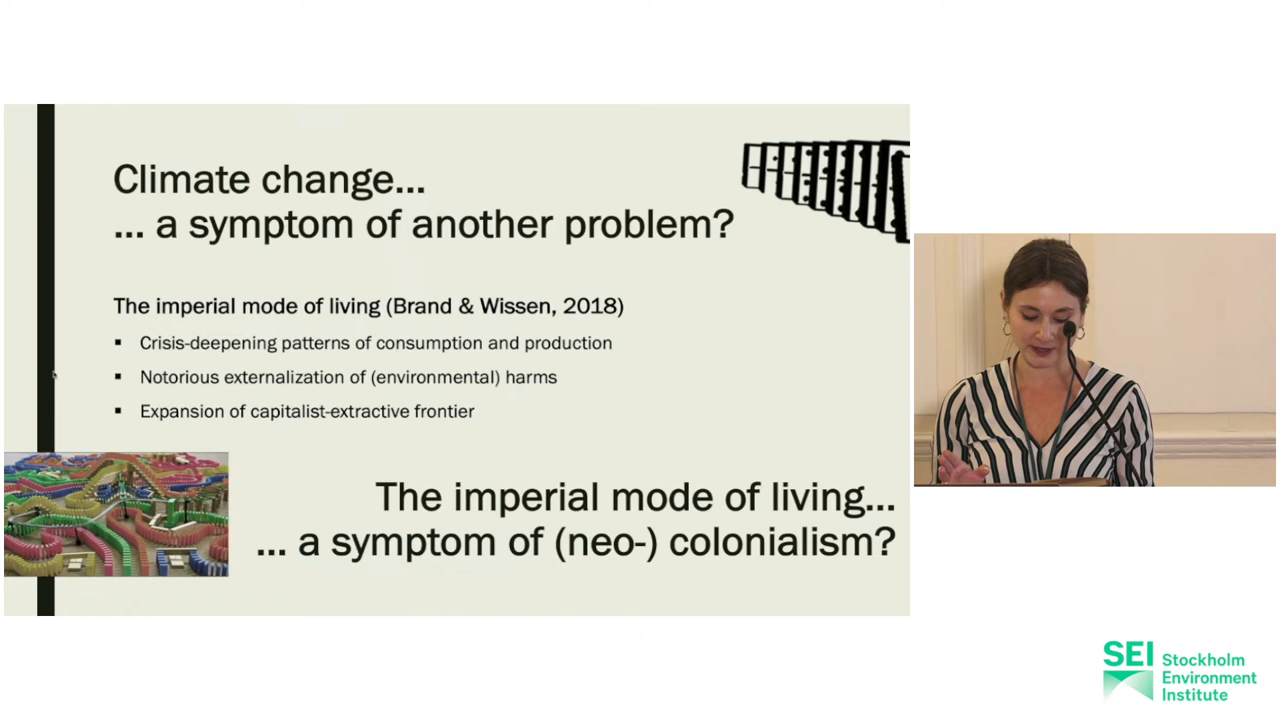 Climate change...
... a symptom of another problem?
The imperial mode of living (Brand & Wissen, 2018)
▪ Crisis-deepening patterns of consumption and production
▪ Notorious externalization of (environmental) harms
▪ Expansion of capitalist-extractive frontier
The imperial mode of living...
... a symptom of (neo-) colonialism?
SEI Stockholm
Environment
Institute